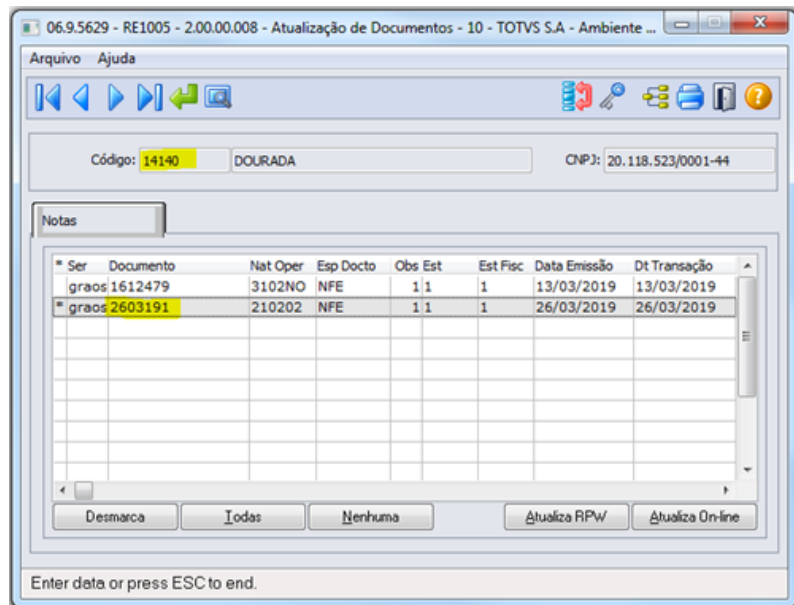 06.9.5629 - RE1005 - 2.00.00.008 - Atualização de Documentos - 10 - TOTVS S.A - Ambiente ...
Arquivo Ajuda
Código: 14140 DOURADA CNPJ: 20.118.523/0001-44
Notas
* Ser Documento Nat Oper Esp Docto Obs Est Est Fisc Data Emissão Dt Transação
graos 1612479 3102NO NFE 1 1 1 13/03/2019 13/03/2019
* graos 2603191 210202 NFE 1 1 1 26/03/2019 26/03/2019
Desmarca Todas Nenhuma Atualiza RPW Atualiza On-line
Enter data or press ESC to end.